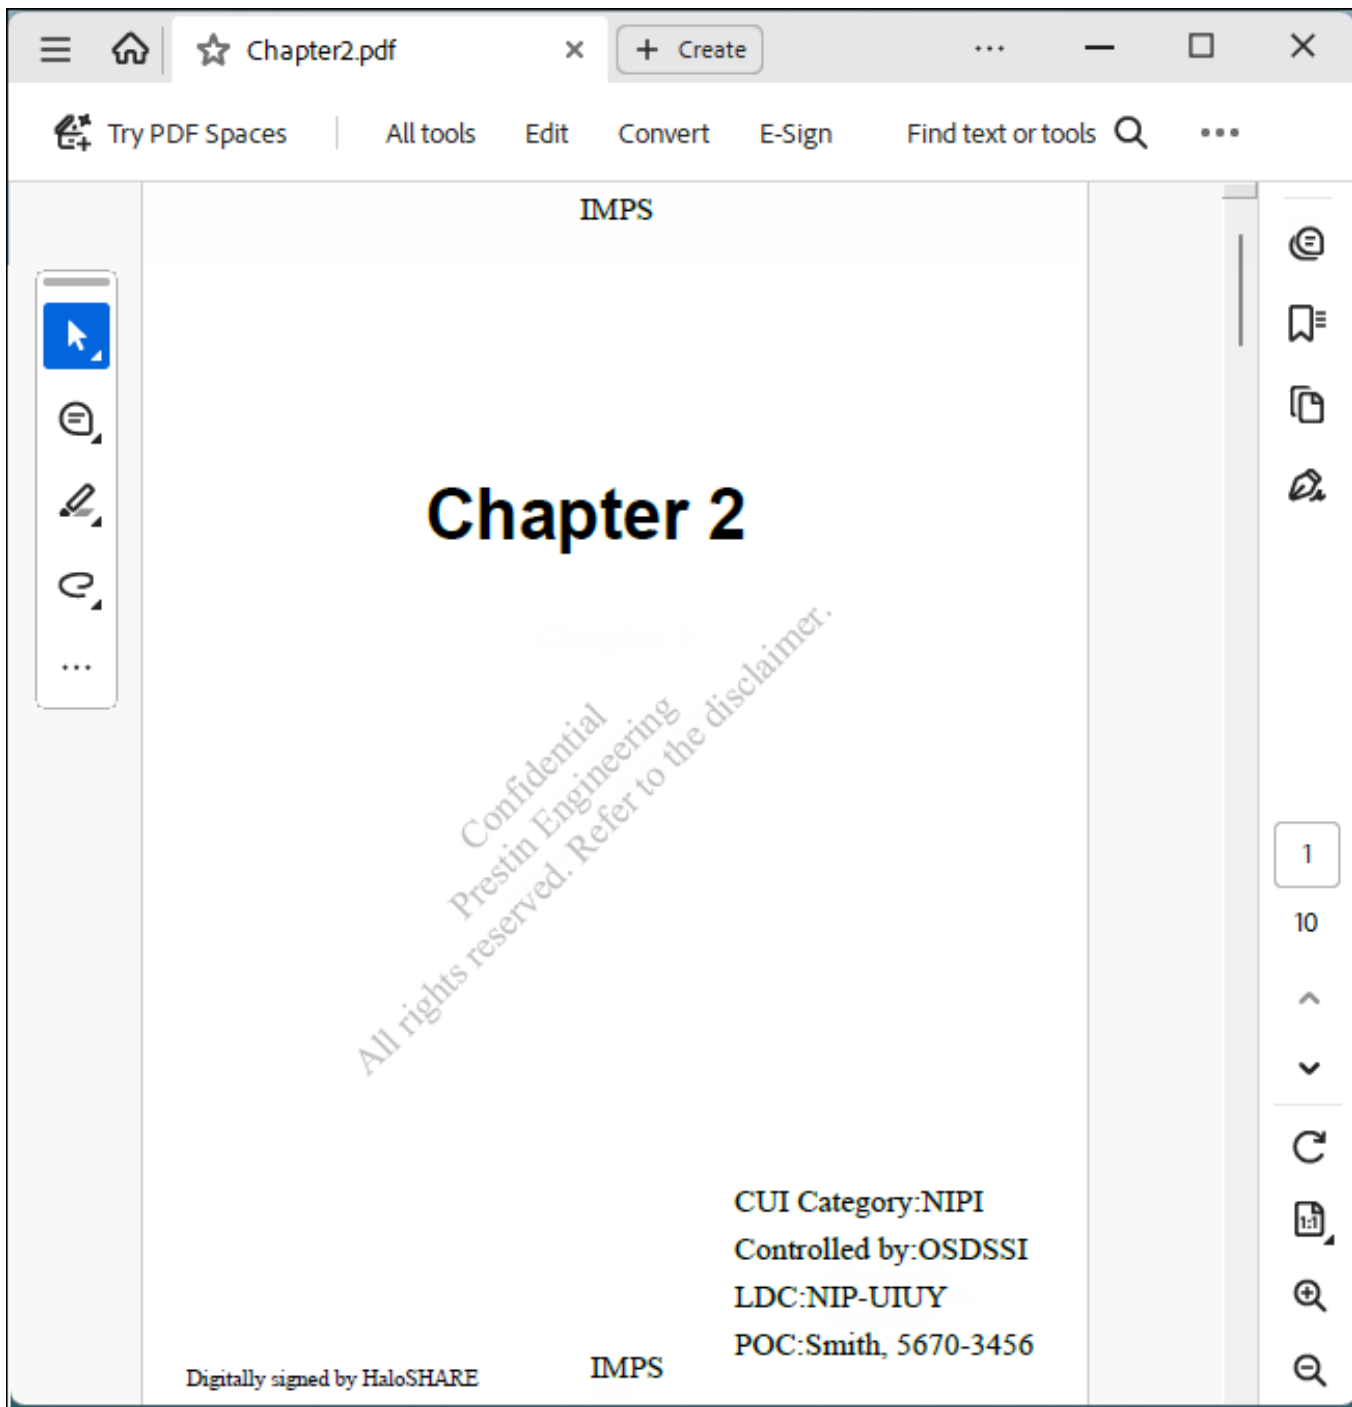 Chapter2.pdf
Create
Try PDF Spaces
All tools
Edit
Convert
E-Sign
Find text or tools
IMPS
Chapter 2
Confidential
Prestin Engineering
All rights reserved. Refer to the disclaimer.
1
10
1:1
CUI Category:NIPI
Controlled by:OSDSSI
LDC:NIP-UIUY
POC:Smith, 5670-3456
Digitally signed by HaloSHARE
IMPS